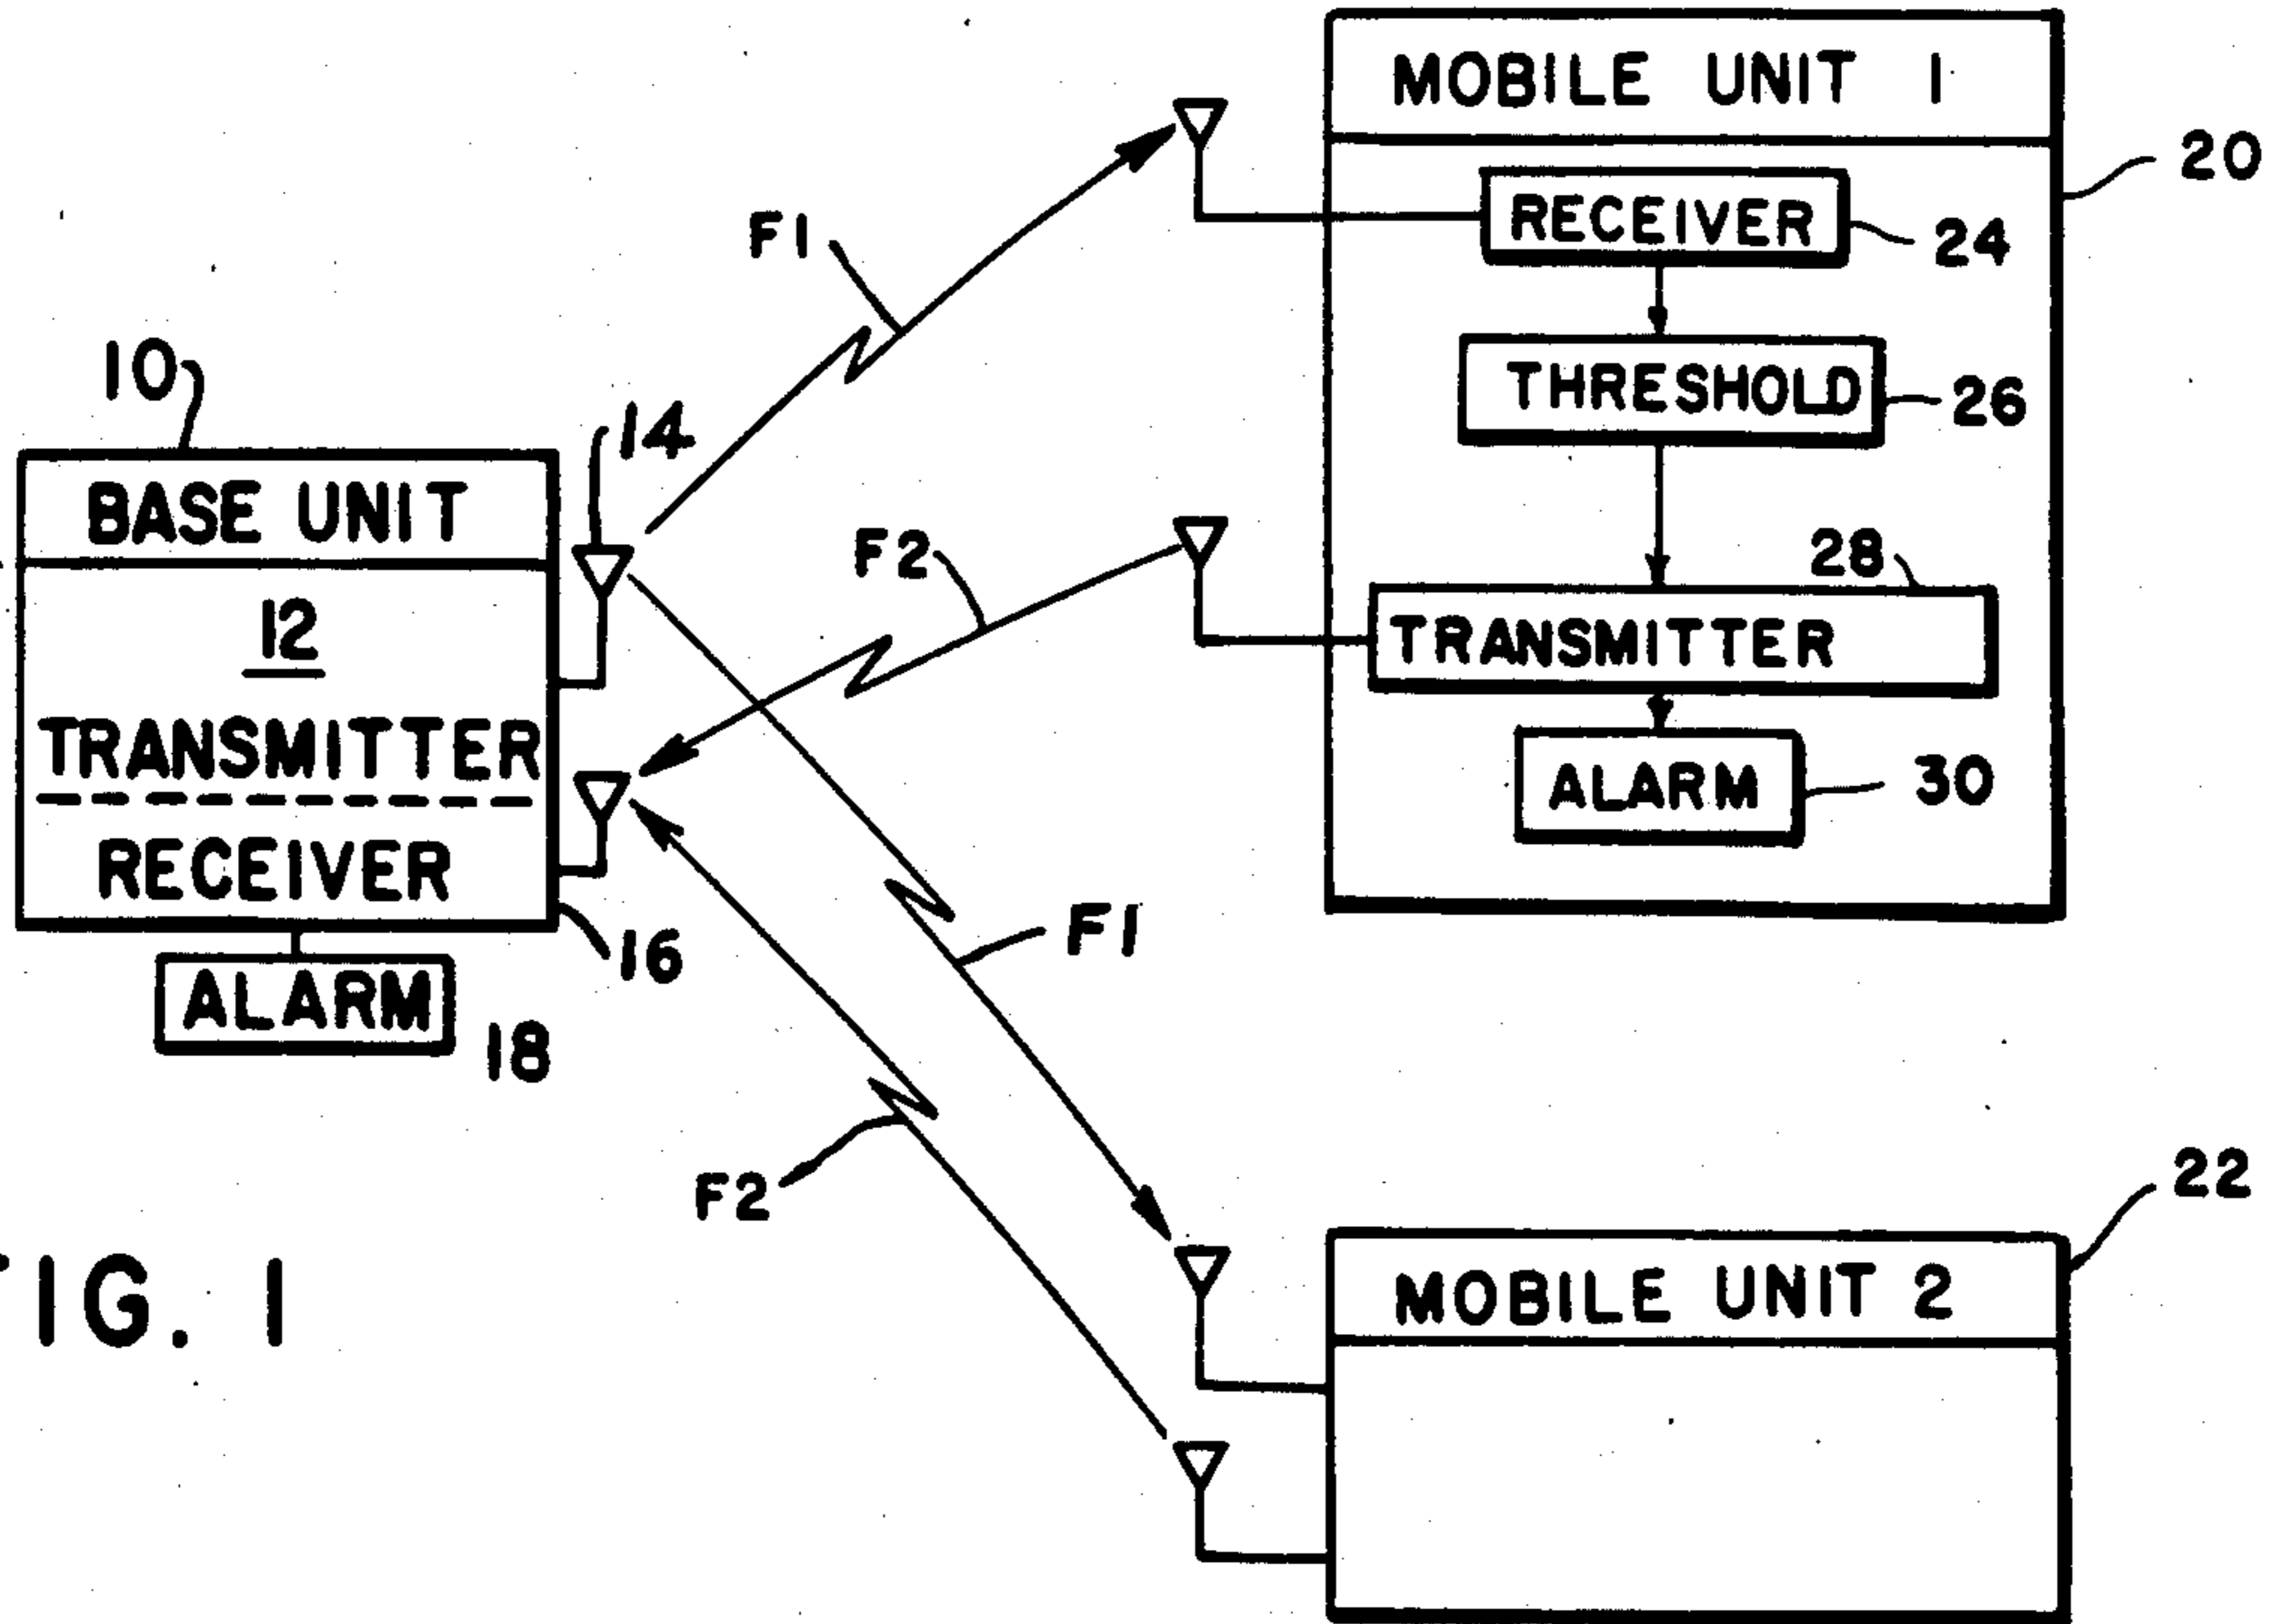 MOBILE UNIT 1
20
RECEIVER
24
F1
THRESHOLD
26
10
14
BASE UNIT
F2
28
12
TRANSMITTER
TRANSMITTER
ALARM
30
RECEIVER
16
F1
ALARM
18
F2
22
FIG. 1
MOBILE UNIT 2